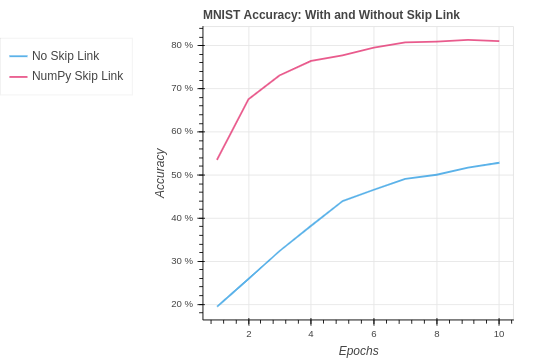 MNIST Accuracy: With and Without Skip Link
No Skip Link
NumPy Skip Link
80 %
70 %
60 %
50 %
40 %
30 %
20 %
Accuracy
2 4 6 8 10
Epochs